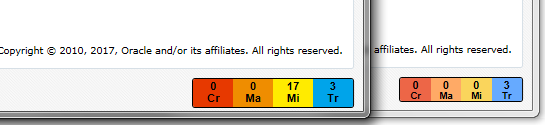 Copyright © 2010, 2017, Oracle and/or its affiliates. All rights reserved.
affiliates. All rights reserved.
0 0 17 3
Cr Ma Mi Tr
0 0 0 3
Cr Ma Mi Tr